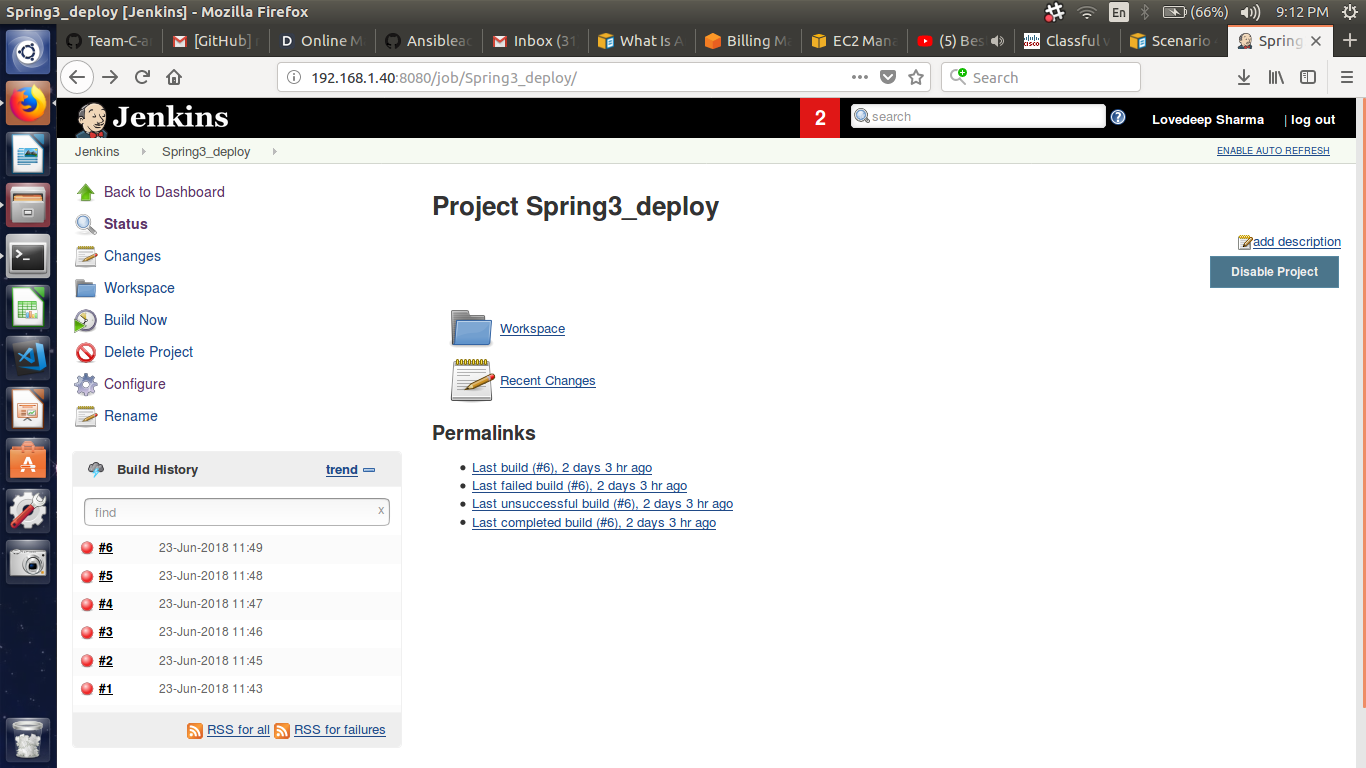 Spring3_deploy [Jenkins] - Mozilla Firefox
En (66%) 9:12 PM
Team-C-a [GitHub] Online M Ansiblea Inbox (31 What Is A Billing Ma EC2 Mana (5) Bes Classful Scenario Spring
192.168.1.40:8080/job/Spring3_deploy/
Search
Jenkins
2
search
Lovedeep Sharma
| log out
Jenkins Spring3_deploy
ENABLE AUTO REFRESH
Back to Dashboard
Status
Changes
Workspace
Build Now
Delete Project
Configure
Rename
Project Spring3_deploy
add description
Disable Project
Workspace
Recent Changes
Permalinks
Last build (#6), 2 days 3 hr ago
Last failed build (#6), 2 days 3 hr ago
Last unsuccessful build (#6), 2 days 3 hr ago
Last completed build (#6), 2 days 3 hr ago
Build History trend
find x
#6 23-Jun-2018 11:49
#5 23-Jun-2018 11:48
#4 23-Jun-2018 11:47
#3 23-Jun-2018 11:46
#2 23-Jun-2018 11:45
#1 23-Jun-2018 11:43
RSS for all RSS for failures